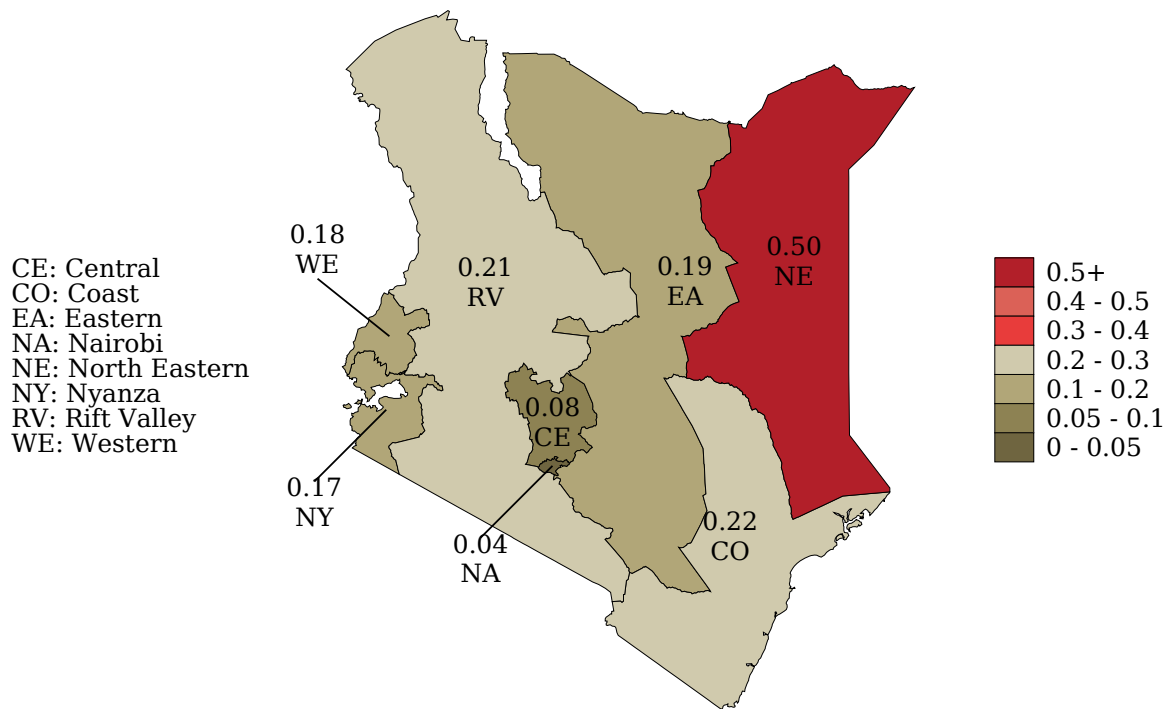 CE: Central
CO: Coast
EA: Eastern
NA: Nairobi
NE: North Eastern
NY: Nyanza
RV: Rift Valley
WE: Western
0.18
WE
0.21
RV
0.19
EA
0.50
NE
0.08
CE
0.17
NY
0.04
NA
0.22
CO
0.5+
0.4 - 0.5
0.3 - 0.4
0.2 - 0.3
0.1 - 0.2
0.05 - 0.1
0 - 0.05